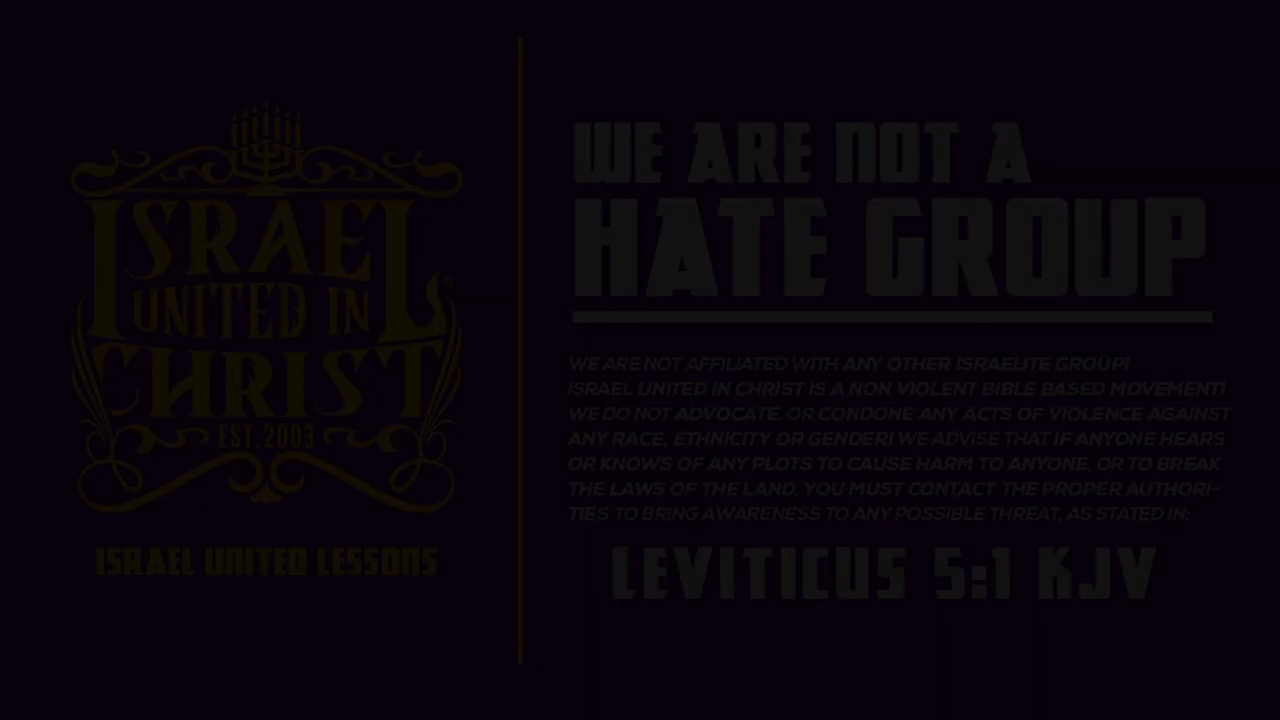 ISRAEL
UNITED IN
CHRIST
EST. 2003
ISRAEL UNITED LESSONS
WE ARE NOT A
HATE GROUP
WE ARE NOT AFFILIATED WITH ANY OTHER ISRAELITE GROUP!
ISRAEL UNITED IN CHRIST IS A NON VIOLENT BIBLE BASED MOVEMENT!
WE DO NOT ADVOCATE, OR CONDONE ANY ACTS OF VIOLENCE AGAINST
ANY RACE, ETHNICITY OR GENDER! WE ADVISE THAT IF ANYONE HEARS
OR KNOWS OF ANY PLOTS TO CAUSE HARM TO ANYONE, OR TO BREAK
THE LAWS OF THE LAND. YOU MUST CONTACT THE PROPER AUTHORI-
TIES TO BRING AWARENESS TO ANY POSSIBLE THREAT, AS STATED IN:
LEVITICUS 5:1 KJV